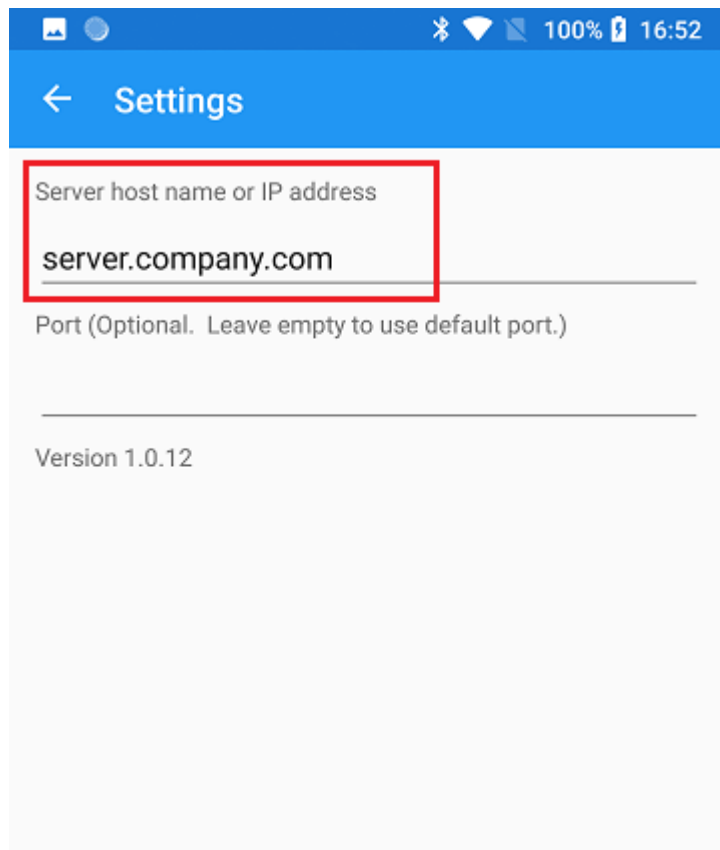 100% 16:52
Settings
Server host name or IP address
server.company.com
Port (Optional.  Leave empty to use default port.)
Version 1.0.12